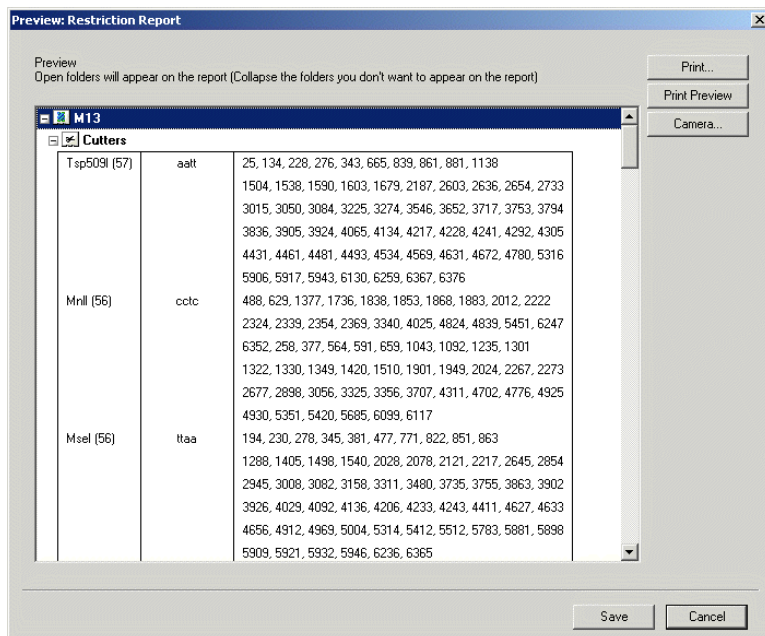 Preview: Restriction Report
Preview
Open folders will appear on the report (Collapse the folders you don't want to appear on the report)
Print...
Print Preview
Camera...
M13
Cutters
Tsp509I (57) aatt 25, 134, 228, 276, 343, 665, 839, 861, 881, 1138
1504, 1538, 1590, 1603, 1679, 2187, 2603, 2636, 2654, 2733
3015, 3050, 3084, 3225, 3274, 3546, 3652, 3717, 3753, 3794
3836, 3905, 3924, 4065, 4134, 4217, 4228, 4241, 4292, 4305
4431, 4461, 4481, 4493, 4534, 4569, 4631, 4672, 4780, 5316
5906, 5917, 5943, 6130, 6259, 6367, 6376
MnlI (56) cctc 488, 629, 1377, 1736, 1838, 1853, 1868, 1883, 2012, 2222
2324, 2339, 2354, 2369, 3340, 4025, 4824, 4839, 5451, 6247
6352, 258, 377, 564, 591, 659, 1043, 1092, 1235, 1301
1322, 1330, 1349, 1420, 1510, 1901, 1949, 2024, 2267, 2273
2677, 2898, 3056, 3325, 3356, 3707, 4311, 4702, 4776, 4925
4930, 5351, 5420, 5685, 6099, 6117
MseI (56) ttaa 194, 230, 278, 345, 381, 477, 771, 822, 851, 863
1288, 1405, 1498, 1540, 2028, 2078, 2121, 2217, 2645, 2854
2945, 3008, 3082, 3158, 3311, 3480, 3735, 3755, 3863, 3902
3926, 4029, 4092, 4136, 4206, 4233, 4243, 4411, 4627, 4633
4656, 4912, 4969, 5004, 5314, 5412, 5512, 5783, 5881, 5898
5909, 5921, 5932, 5946, 6236, 6365
Save
Cancel